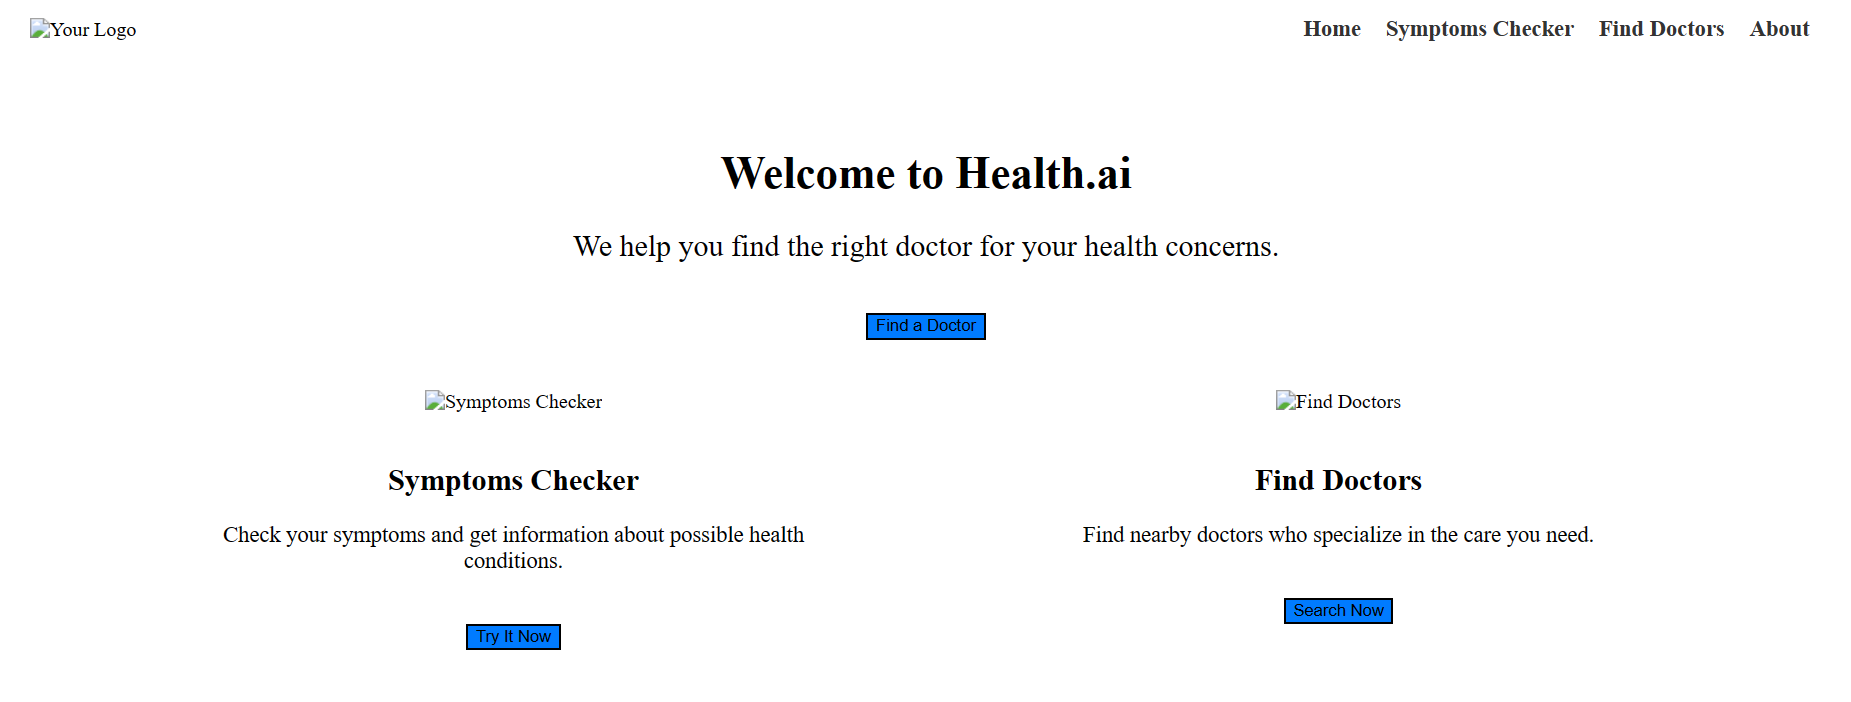 Your Logo
Home Symptoms Checker Find Doctors About
Welcome to Health.ai
We help you find the right doctor for your health concerns.
Find a Doctor
Symptoms Checker
Symptoms Checker
Check your symptoms and get information about possible health
conditions.
Try It Now
Find Doctors
Find Doctors
Find nearby doctors who specialize in the care you need.
Search Now